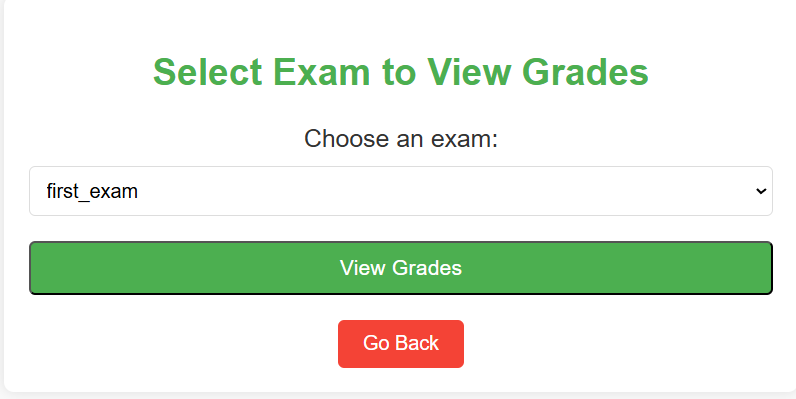 Select Exam to View Grades
Choose an exam:
first_exam
View Grades
Go Back